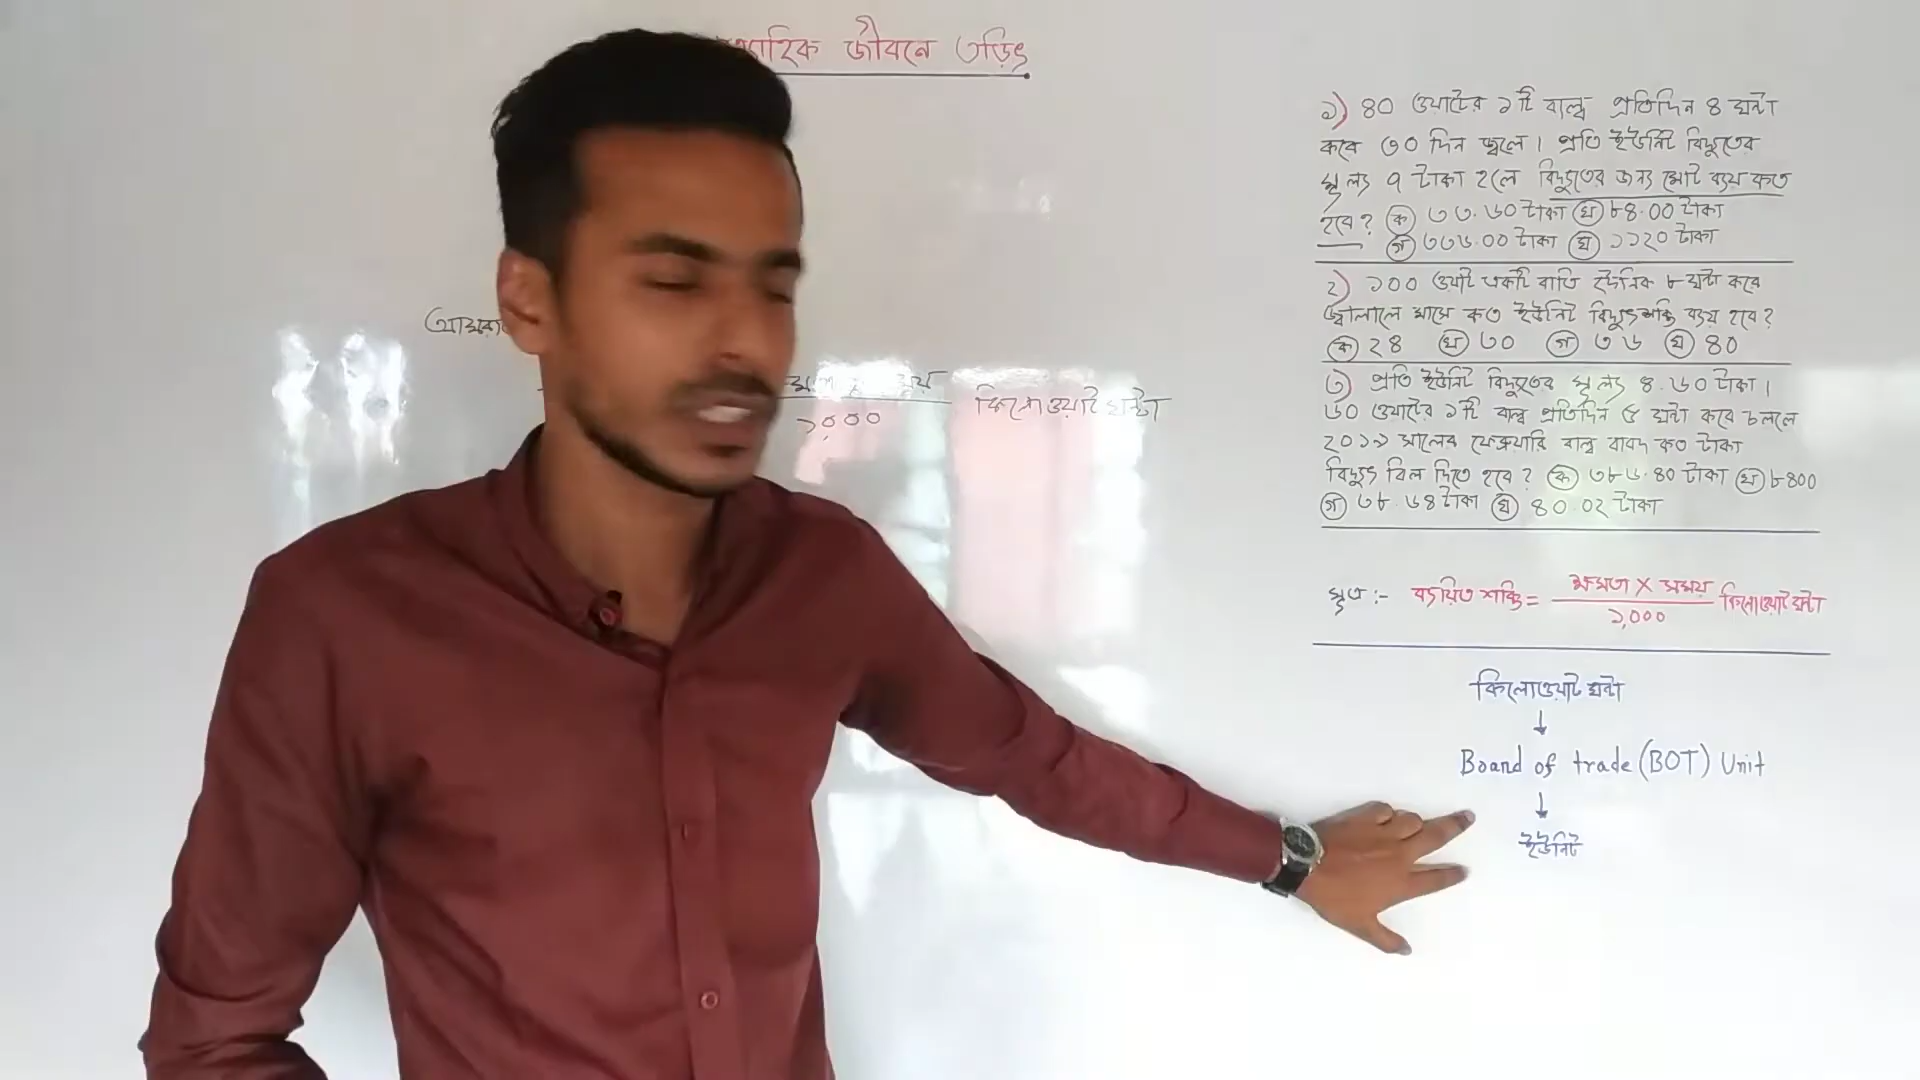 জীবনে তড়িৎ
১) ৪০ ওয়াটের ১টি বাল্ব প্রতিদিন ৪ ঘন্টা
করে ৩০ দিন জ্বলে। প্রতি ইউনিট বিদ্যুতের
মূল্য ৭ টাকা হলে বিদ্যুতের জন্য মোট ব্যয় কত
হবে? ক ৩৩.৬০ টাকা খ ৮৪.০০ টাকা
গ ৩৩৬.০০ টাকা ঘ ১১২০ টাকা
২) ১০০ ওয়াট একটি বাতি দৈনিক ৮ ঘন্টা করে
জ্বালালে মাসে কত ইউনিট বিদ্যুৎশক্তি ব্যয় হবে?
ক ২৪ খ ৩০ গ ৩৬ ঘ ৪০
৩) প্রতি ইউনিট বিদ্যুতের মূল্য ৪.৬০ টাকা।
৬০ ওয়াটের ১টি বাল্ব প্রতিদিন ৫ ঘন্টা করে চললে
২০১৯ সালের ফেব্রুয়ারি বাল্ব বাবদ কত টাকা
বিদ্যুৎ বিল দিতে হবে? ক ৩৮৬.৪০ টাকা খ ৮৪০০
গ ৩৮.৬৪ টাকা ঘ ৪০.০২ টাকা
১,০০০ কিলোওয়াট ঘন্টা
সূত্র :- ব্যয়িত শক্তি = ক্ষমতা × সময়
১,০০০ কিলোওয়াট ঘন্টা
কিলোওয়াট ঘন্টা
↓
Board of trade (BOT) Unit
↓
ইউনিট